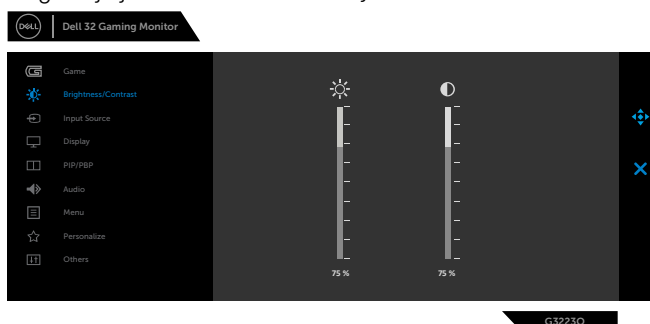 DELL
Dell 32 Gaming Monitor
Game
Brightness/Contrast
Input Source
Display
PIP/PBP
Audio
Menu
Personalize
Others
75 % 75 %